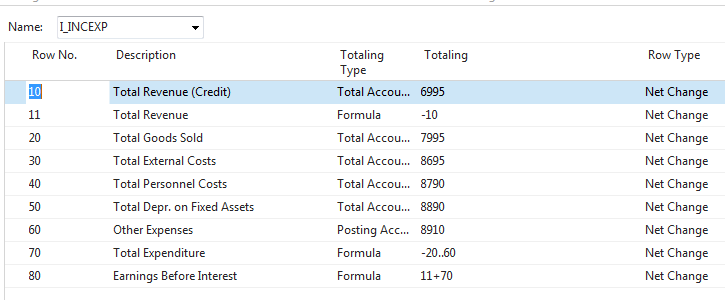 Name: I_INCEXP
Row No. Description Totaling Type Totaling Row Type
10 Total Revenue (Credit) Total Accou... 6995 Net Change
11 Total Revenue Formula -10 Net Change
20 Total Goods Sold Total Accou... 7995 Net Change
30 Total External Costs Total Accou... 8695 Net Change
40 Total Personnel Costs Total Accou... 8790 Net Change
50 Total Depr. on Fixed Assets Total Accou... 8890 Net Change
60 Other Expenses Posting Acc... 8910 Net Change
70 Total Expenditure Formula -20..60 Net Change
80 Earnings Before Interest Formula 11+70 Net Change